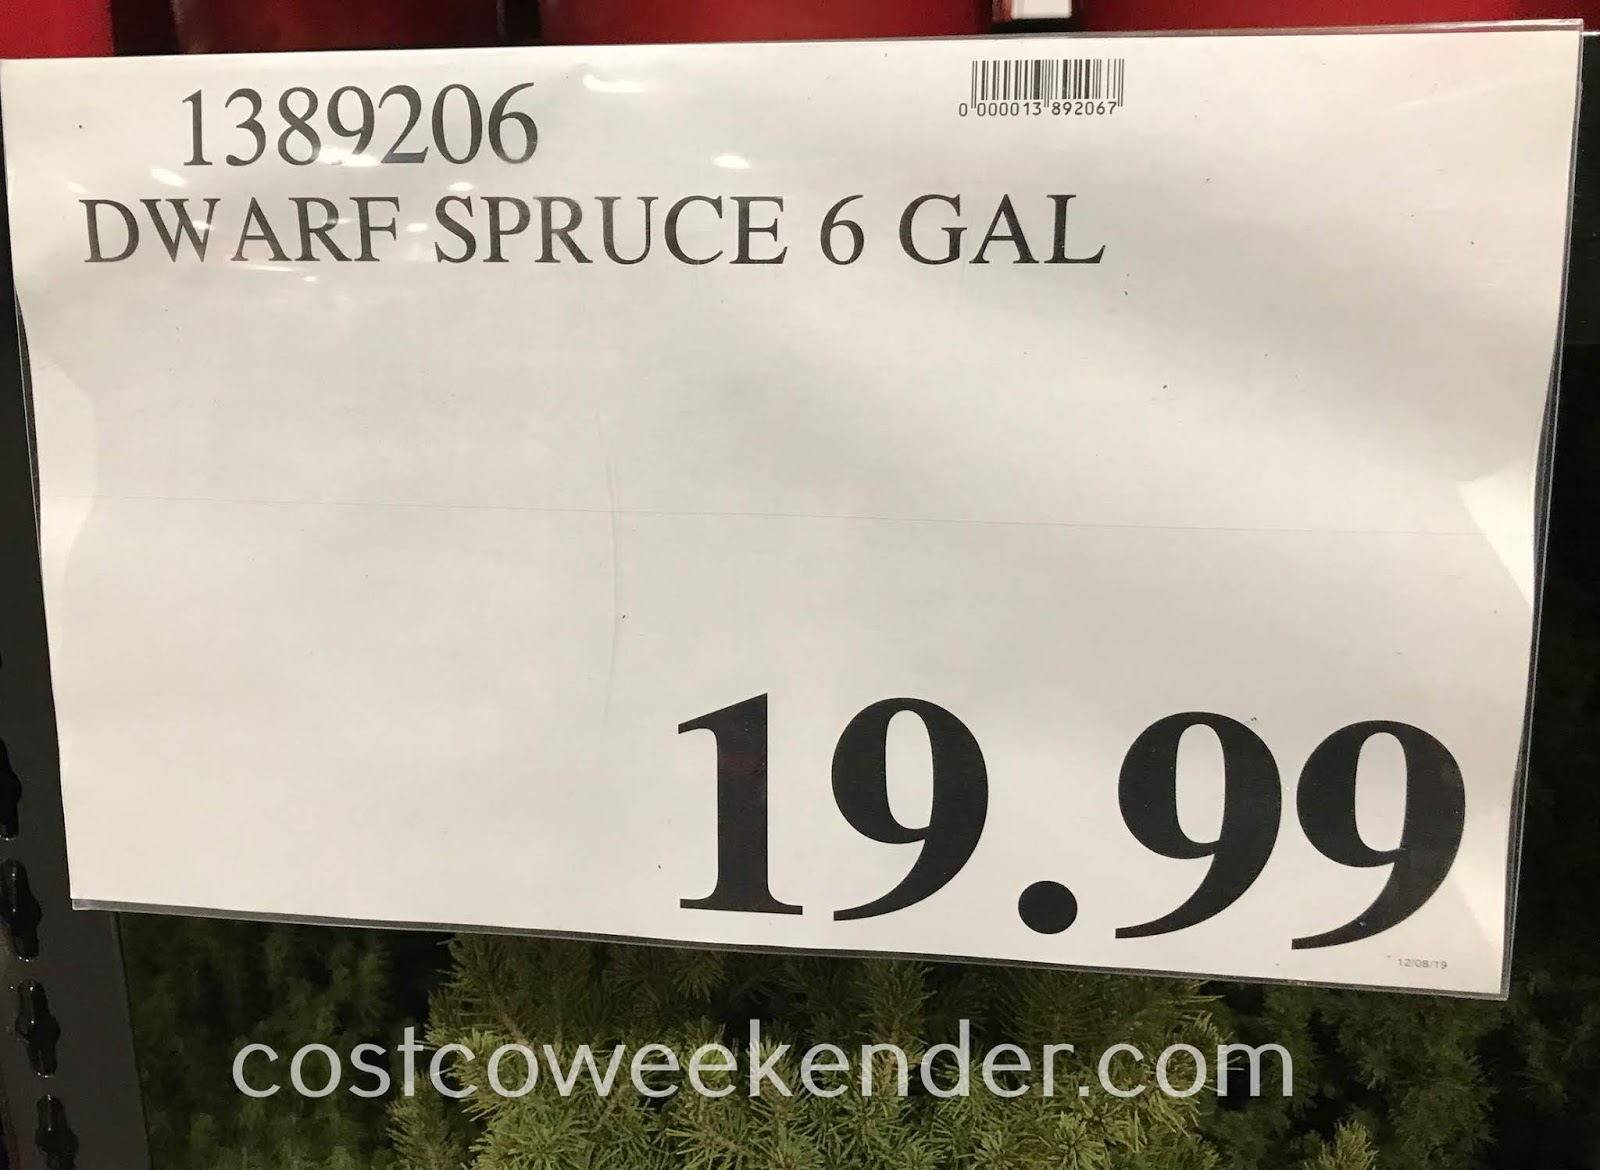 1389206
0 000013 892067
DWARF SPRUCE 6 GAL
19.99
12/08/19
costcoweekender.com